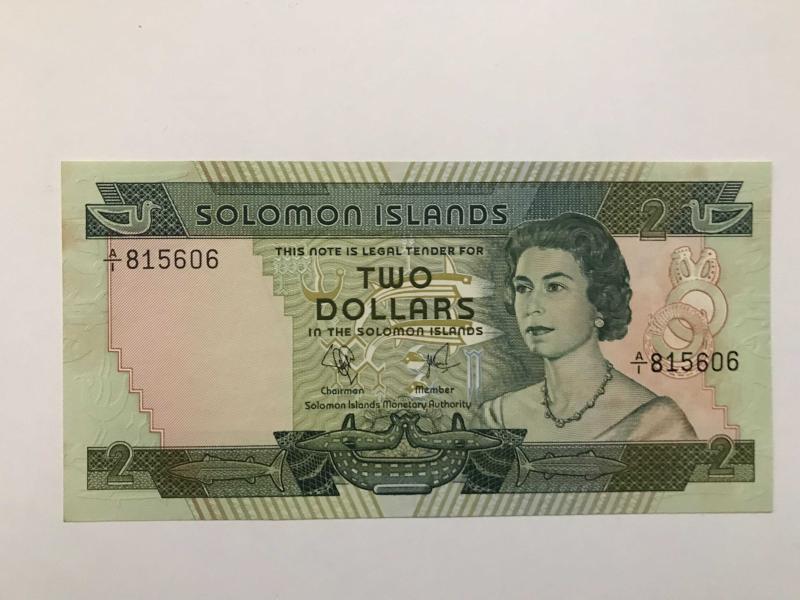 SOLOMON ISLANDS
2
A/1 815606
THIS NOTE IS LEGAL TENDER FOR
TWO
DOLLARS
IN THE SOLOMON ISLANDS
A/1 815606
Chairman Member
Solomon Islands Monetary Authority
2 2